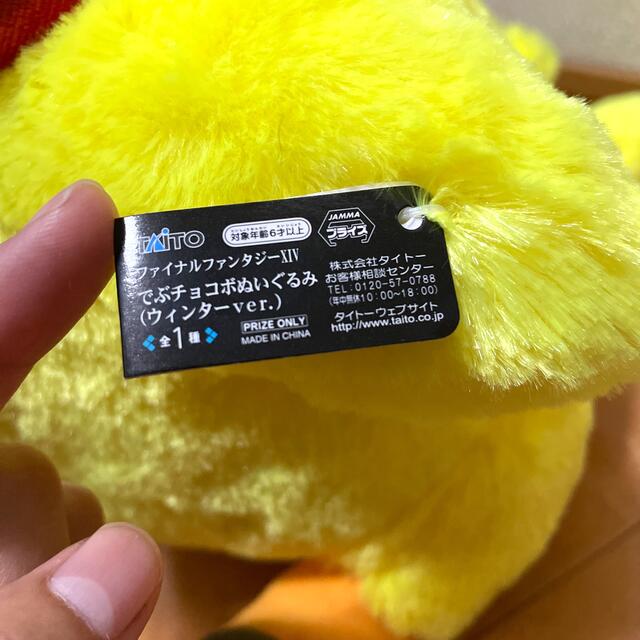 TAITO
対象年齢6才以上
JAMMA
プライズ
ファイナルファンタジーXIV
でぶチョコボぬいぐるみ
(ウィンターver.)
全1種
PRIZE ONLY
MADE IN CHINA
株式会社タイトー
お客様相談センター
TEL:0120-57-0788
(年中無休10:00~18:00)
タイトーウェブサイト
http://www.taito.co.jp